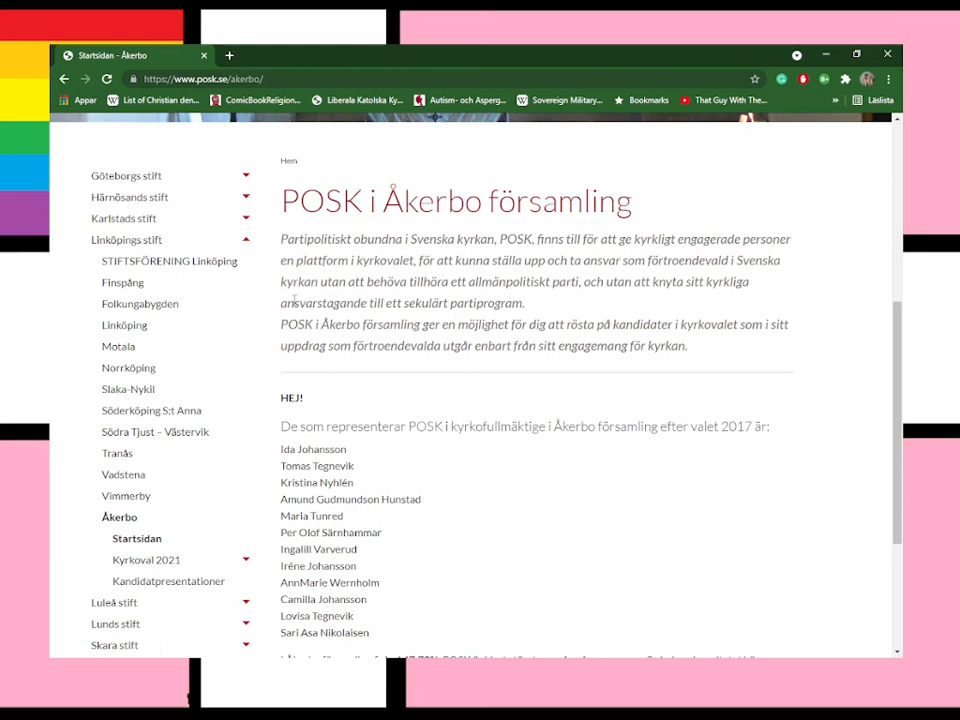 Startsidan - Åkerbo
https://www.posk.se/akerbo/
Appar
List of Christian den...
ComicBookReligion...
Liberala Katolska Ky...
Autism- och Asperg...
Sovereign Military...
Bookmarks
That Guy With The...
»
Läslista
Göteborgs stift
Härnösands stift
Karlstads stift
Linköpings stift
STIFTSFÖRENING Linköping
Finspång
Folkungabygden
Linköping
Motala
Norrköping
Slaka-Nykil
Söderköping S:t Anna
Södra Tjust – Västervik
Tranås
Vadstena
Vimmerby
Åkerbo
Startsidan
Kyrkoval 2021
Kandidatpresentationer
Luleå stift
Lunds stift
Skara stift
Hem
POSK i Åkerbo församling
Partipolitiskt obundna i Svenska kyrkan, POSK, finns till för att ge kyrkligt engagerade personer
en plattform i kyrkovalet, för att kunna ställa upp och ta ansvar som förtroendevald i Svenska
kyrkan utan att behöva tillhöra ett allmänpolitiskt parti, och utan att knyta sitt kyrkliga
ansvarstagande till ett sekulärt partiprogram.
POSK i Åkerbo församling ger en möjlighet för dig att rösta på kandidater i kyrkovalet som i sitt
uppdrag som förtroendevalda utgår enbart från sitt engagemang för kyrkan.
HEJ!
De som representerar POSK i kyrkofullmäktige i Åkerbo församling efter valet 2017 är:
Ida Johansson
Tomas Tegnevik
Kristina Nyhlén
Amund Gudmundson Hunstad
Maria Tunred
Per Olof Särnhammar
Ingalill Varverud
Iréne Johansson
AnnMarie Wernholm
Camilla Johansson
Lovisa Tegnevik
Sari Asa Nikolaisen